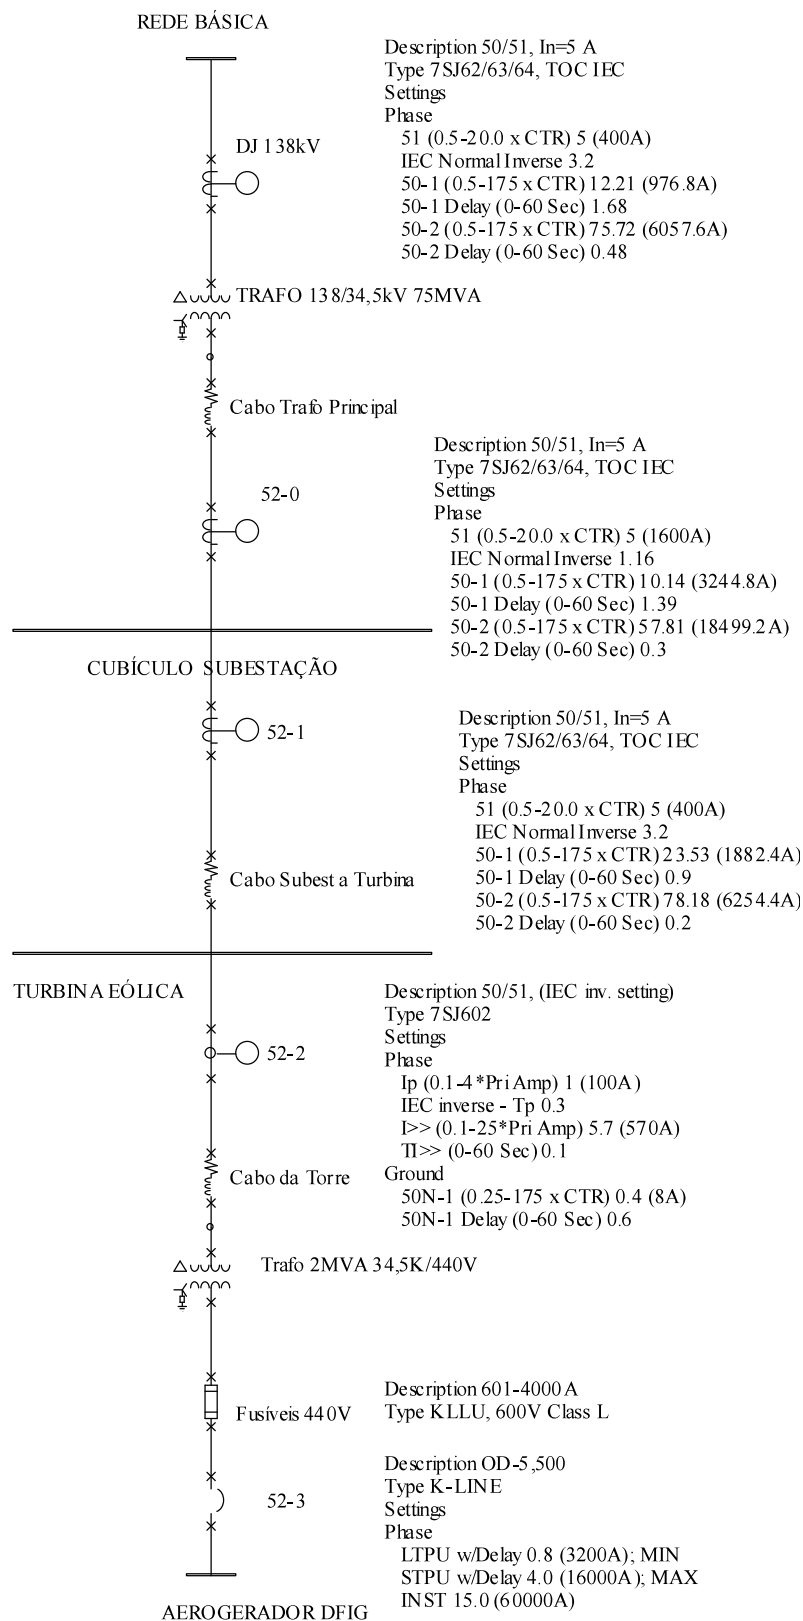 REDE BÁSICA
Description 50/51, In=5 A
Type 7SJ62/63/64, TOC IEC
Settings
Phase
51 (0.5-20.0 x CTR) 5 (400A)
IEC Normal Inverse 3.2
50-1 (0.5-175 x CTR) 12.21 (976.8A)
50-1 Delay (0-60 Sec) 1.68
50-2 (0.5-175 x CTR) 75.72 (6057.6A)
50-2 Delay (0-60 Sec) 0.48
DJ 138kV
TRAFO 138/34,5kV 75MVA
Cabo Trafo Principal
Description 50/51, In=5 A
Type 7SJ62/63/64, TOC IEC
Settings
Phase
51 (0.5-20.0 x CTR) 5 (1600A)
IEC Normal Inverse 1.16
50-1 (0.5-175 x CTR) 10.14 (3244.8A)
50-1 Delay (0-60 Sec) 1.39
50-2 (0.5-175 x CTR) 57.81 (18499.2A)
50-2 Delay (0-60 Sec) 0.3
52-0
CUBÍCULO SUBESTAÇÃO
52-1
Description 50/51, In=5 A
Type 7SJ62/63/64, TOC IEC
Settings
Phase
51 (0.5-20.0 x CTR) 5 (400A)
IEC Normal Inverse 3.2
50-1 (0.5-175 x CTR) 23.53 (1882.4A)
50-1 Delay (0-60 Sec) 0.9
50-2 (0.5-175 x CTR) 78.18 (6254.4A)
50-2 Delay (0-60 Sec) 0.2
Cabo Subest a Turbina
TURBINA EÓLICA
Description 50/51, (IEC inv. setting)
Type 7SJ602
Settings
Phase
Ip (0.1-4*Pri Amp) 1 (100A)
IEC inverse - Tp 0.3
I>> (0.1-25*Pri Amp) 5.7 (570A)
TI>> (0-60 Sec) 0.1
Ground
50N-1 (0.25-175 x CTR) 0.4 (8A)
50N-1 Delay (0-60 Sec) 0.6
52-2
Cabo da Torre
Trafo 2MVA 34,5K/440V
Fusíveis 440V
Description 601-4000A
Type KLLU, 600V Class L
52-3
Description OD-5,500
Type K-LINE
Settings
Phase
LTPU w/Delay 0.8 (3200A); MIN
STPU w/Delay 4.0 (16000A); MAX
INST 15.0 (60000A)
AEROGERADOR DFIG